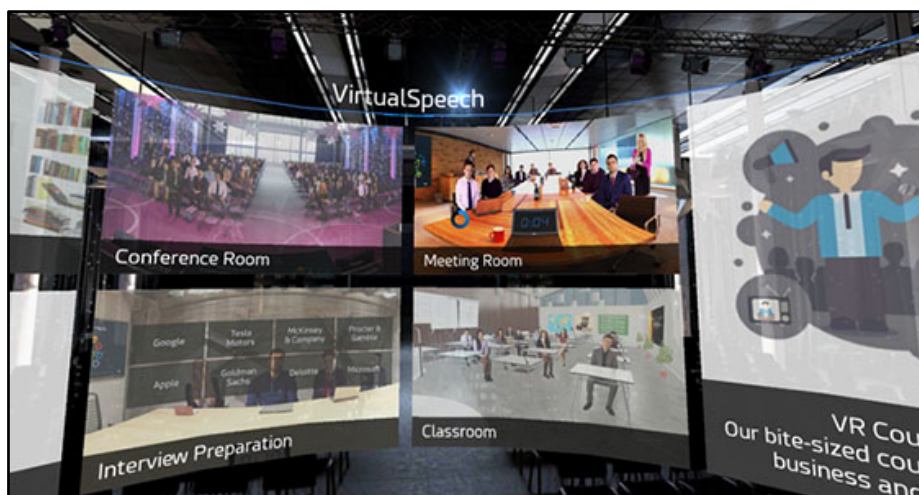 VirtualSpeech
Conference Room
0:04
Meeting Room
Google
Tesla
Motors
McKinsey
& Company
Procter &
Gamble
Apple
Goldman
Sachs
Deloitte
Microsoft
Interview Preparation
Classroom
VR Cou
Our bite-sized cou
business and